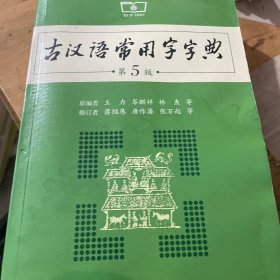 古汉语常用字字典
第5版
原编者 王力 岑麒祥 林焘 等
修订者 蒋绍愚 唐作藩 张万起 等